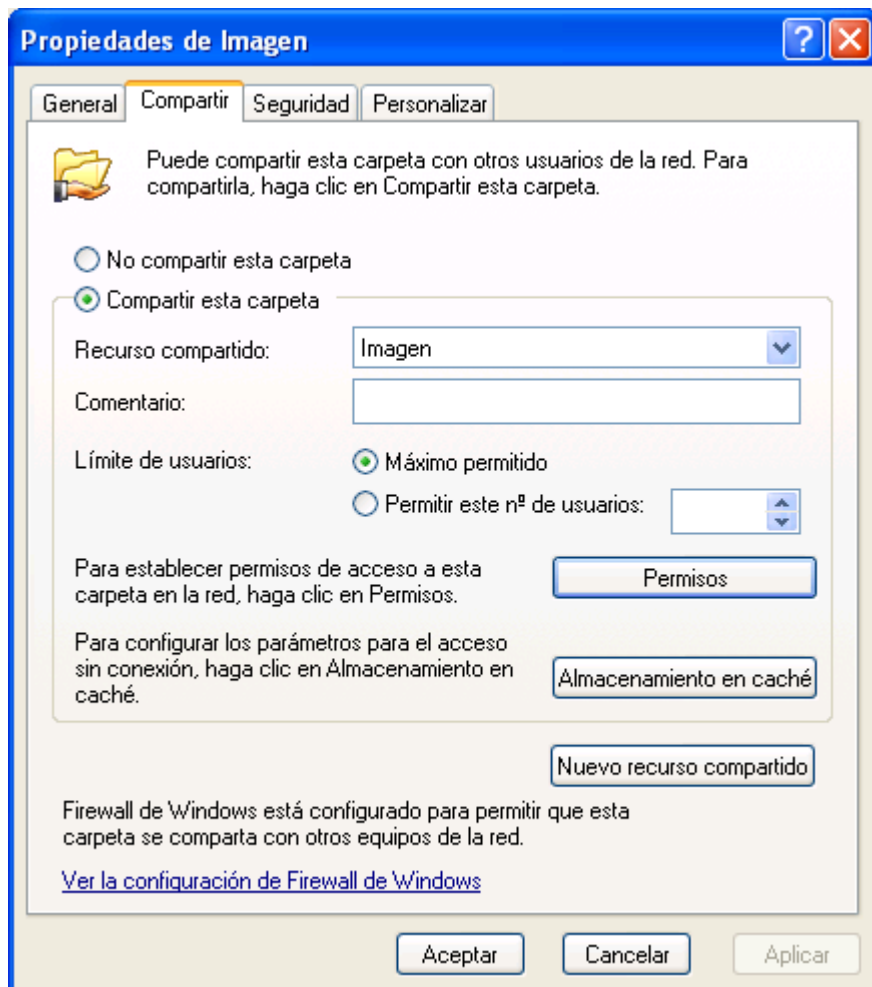 Propiedades de Imagen
General Compartir Seguridad Personalizar
Puede compartir esta carpeta con otros usuarios de la red. Para
compartirla, haga clic en Compartir esta carpeta.
No compartir esta carpeta
Compartir esta carpeta
Recurso compartido: Imagen
Comentario:
Límite de usuarios: Máximo permitido
Permitir este nº de usuarios:
Para establecer permisos de acceso a esta
carpeta en la red, haga clic en Permisos.
Permisos
Para configurar los parámetros para el acceso
sin conexión, haga clic en Almacenamiento en
caché.
Almacenamiento en caché
Nuevo recurso compartido
Firewall de Windows está configurado para permitir que esta
carpeta se comparta con otros equipos de la red.
Ver la configuración de Firewall de Windows
Aceptar Cancelar Aplicar